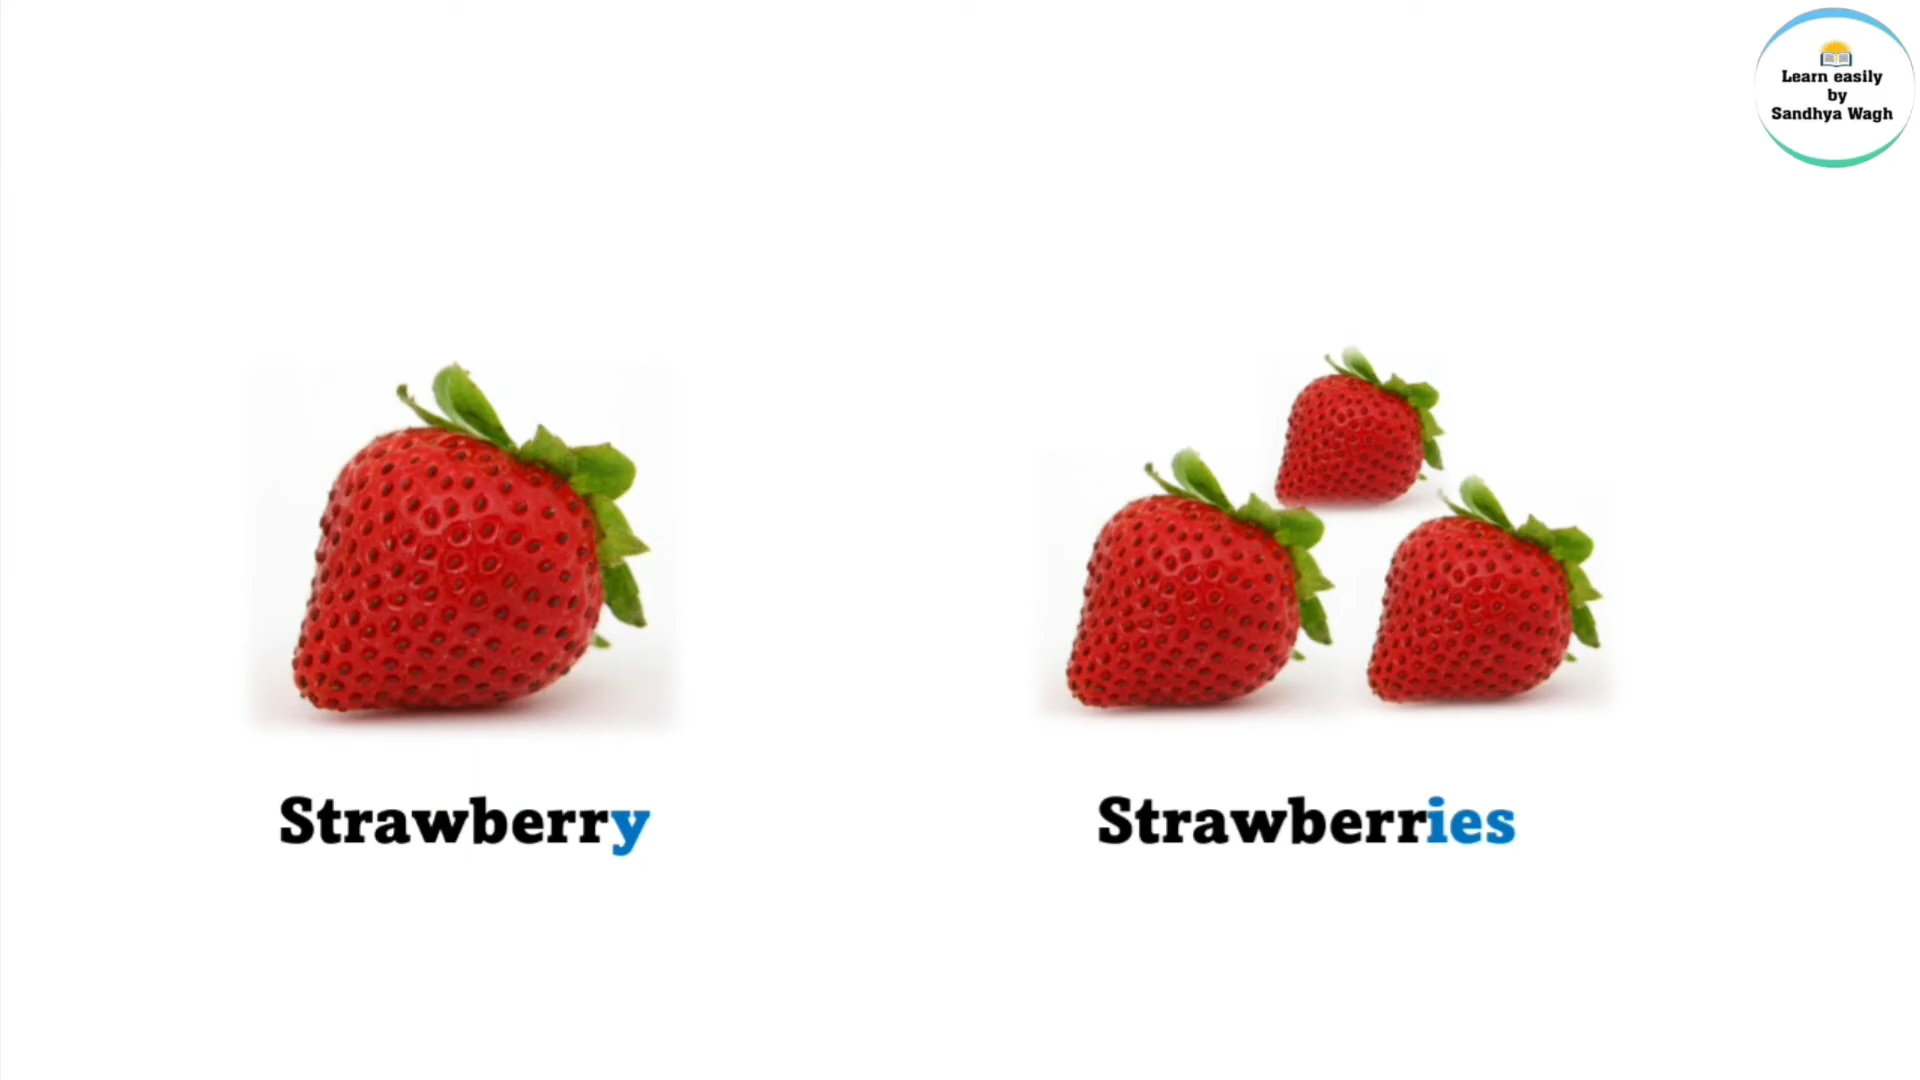 Learn easily
by
Sandhya Wagh
Strawberry
Strawberries